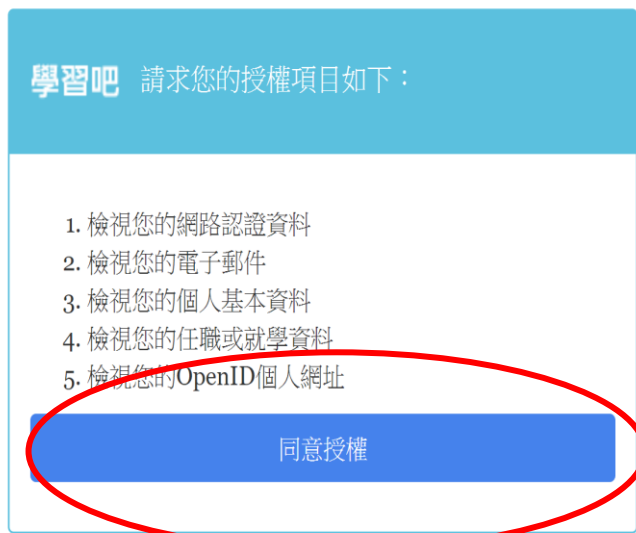 學習吧 請求您的授權項目如下：
1. 檢視您的網路認證資料
2. 檢視您的電子郵件
3. 檢視您的個人基本資料
4. 檢視您的任職或就學資料
5. 檢視您的OpenID個人網址
同意授權